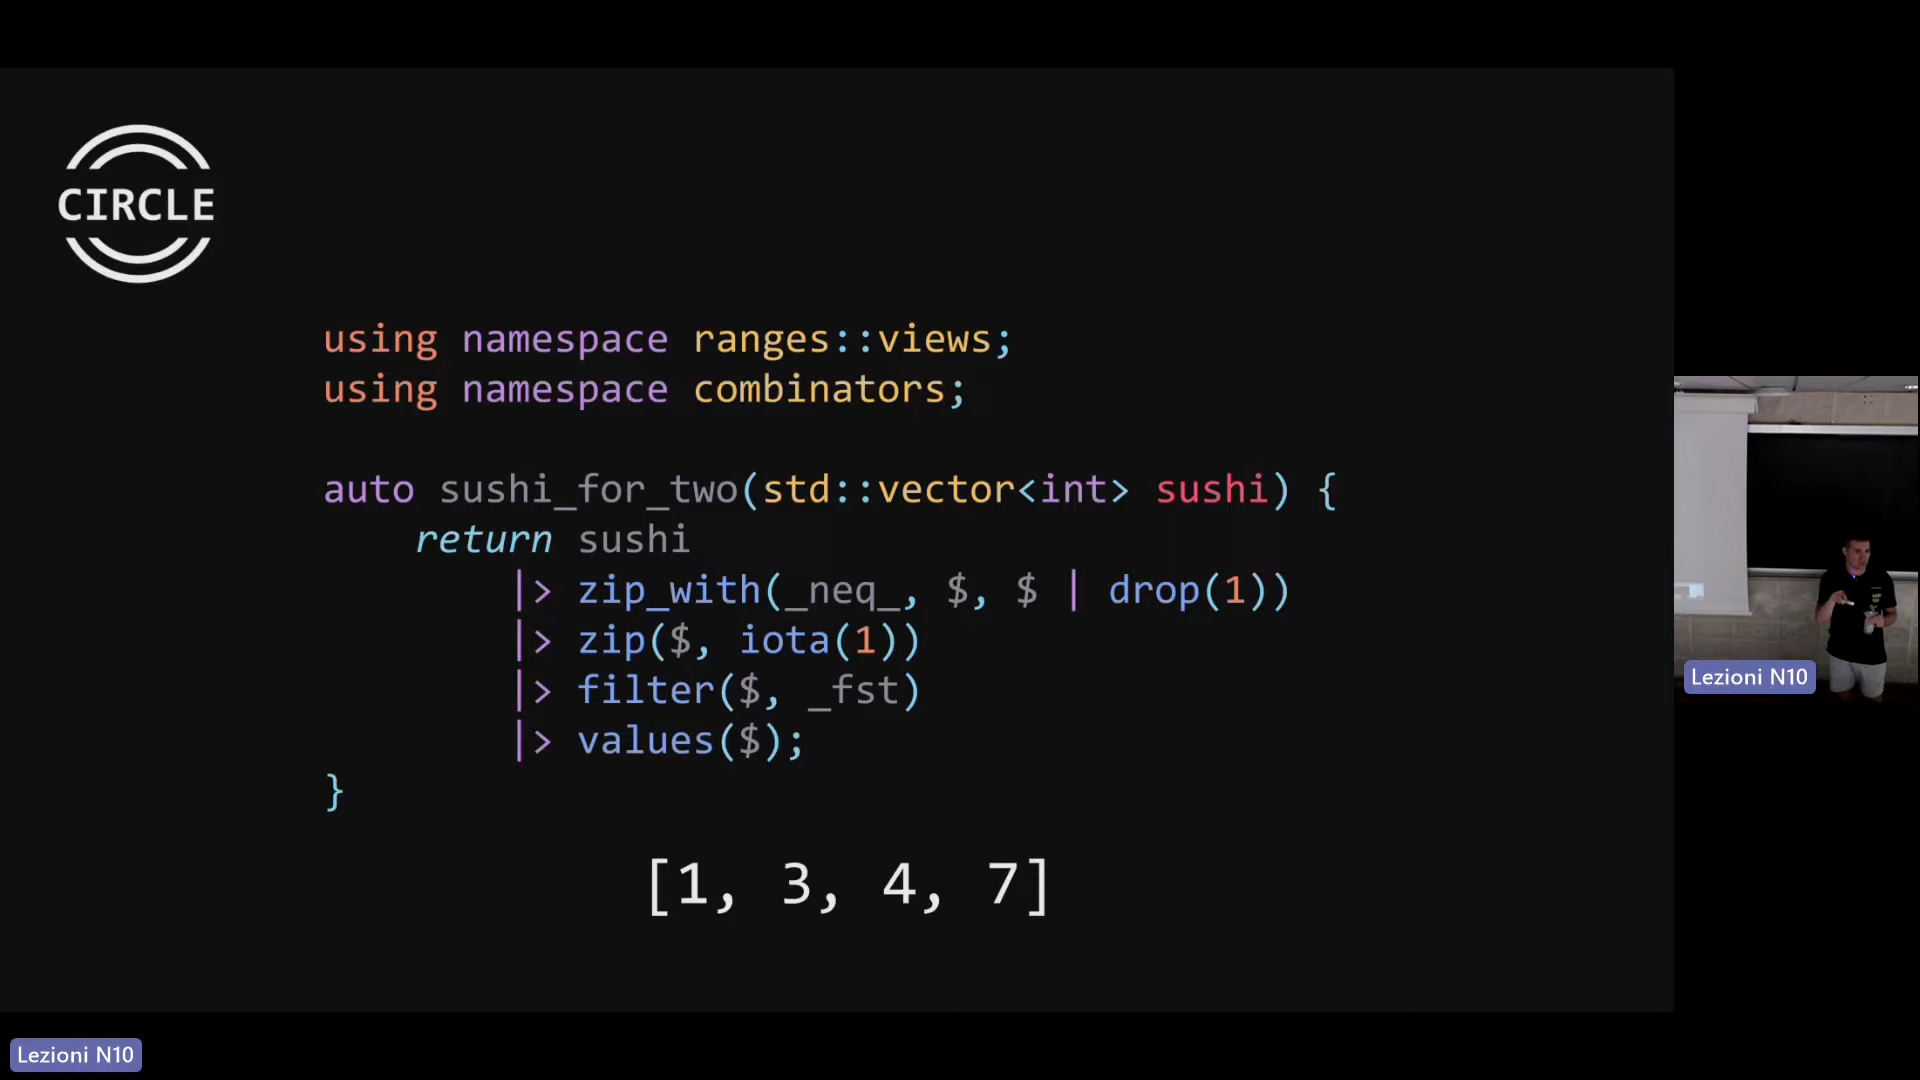 CIRCLE
using namespace ranges::views;
using namespace combinators;
auto sushi_for_two(std::vector<int> sushi) {
return sushi
|> zip_with(_neq_, $, $ | drop(1))
|> zip($, iota(1))
|> filter($, _fst)
|> values($);
}
[1, 3, 4, 7]
Lezioni N10
Lezioni N10